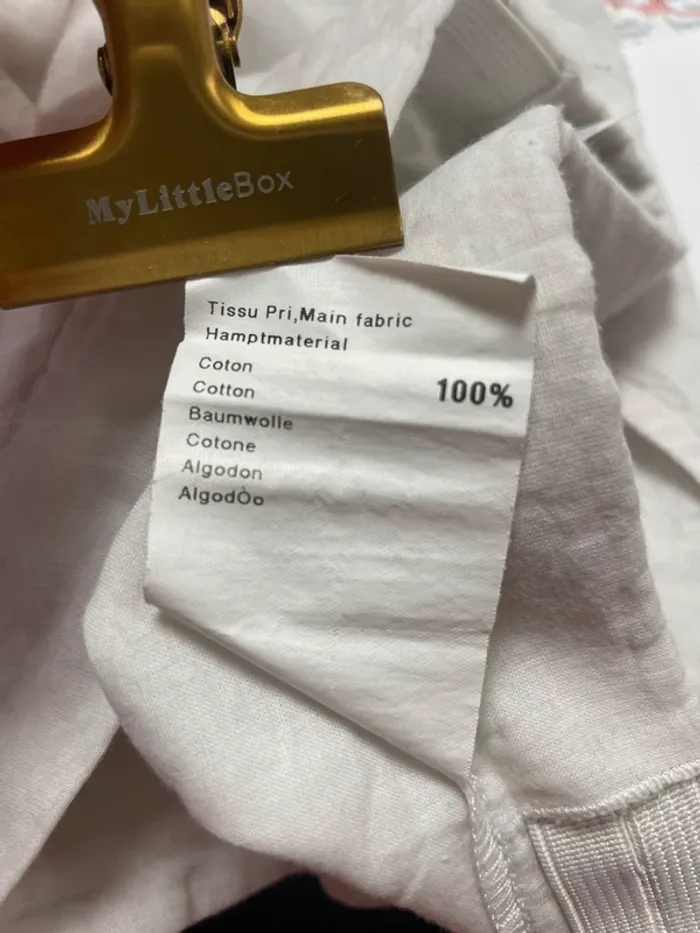 MyLittleBox
Tissu Pri,Main fabric
Hamptmaterial
Coton
Cotton 100%
Baumwolle
Cotone
Algodon
AlgodÒo